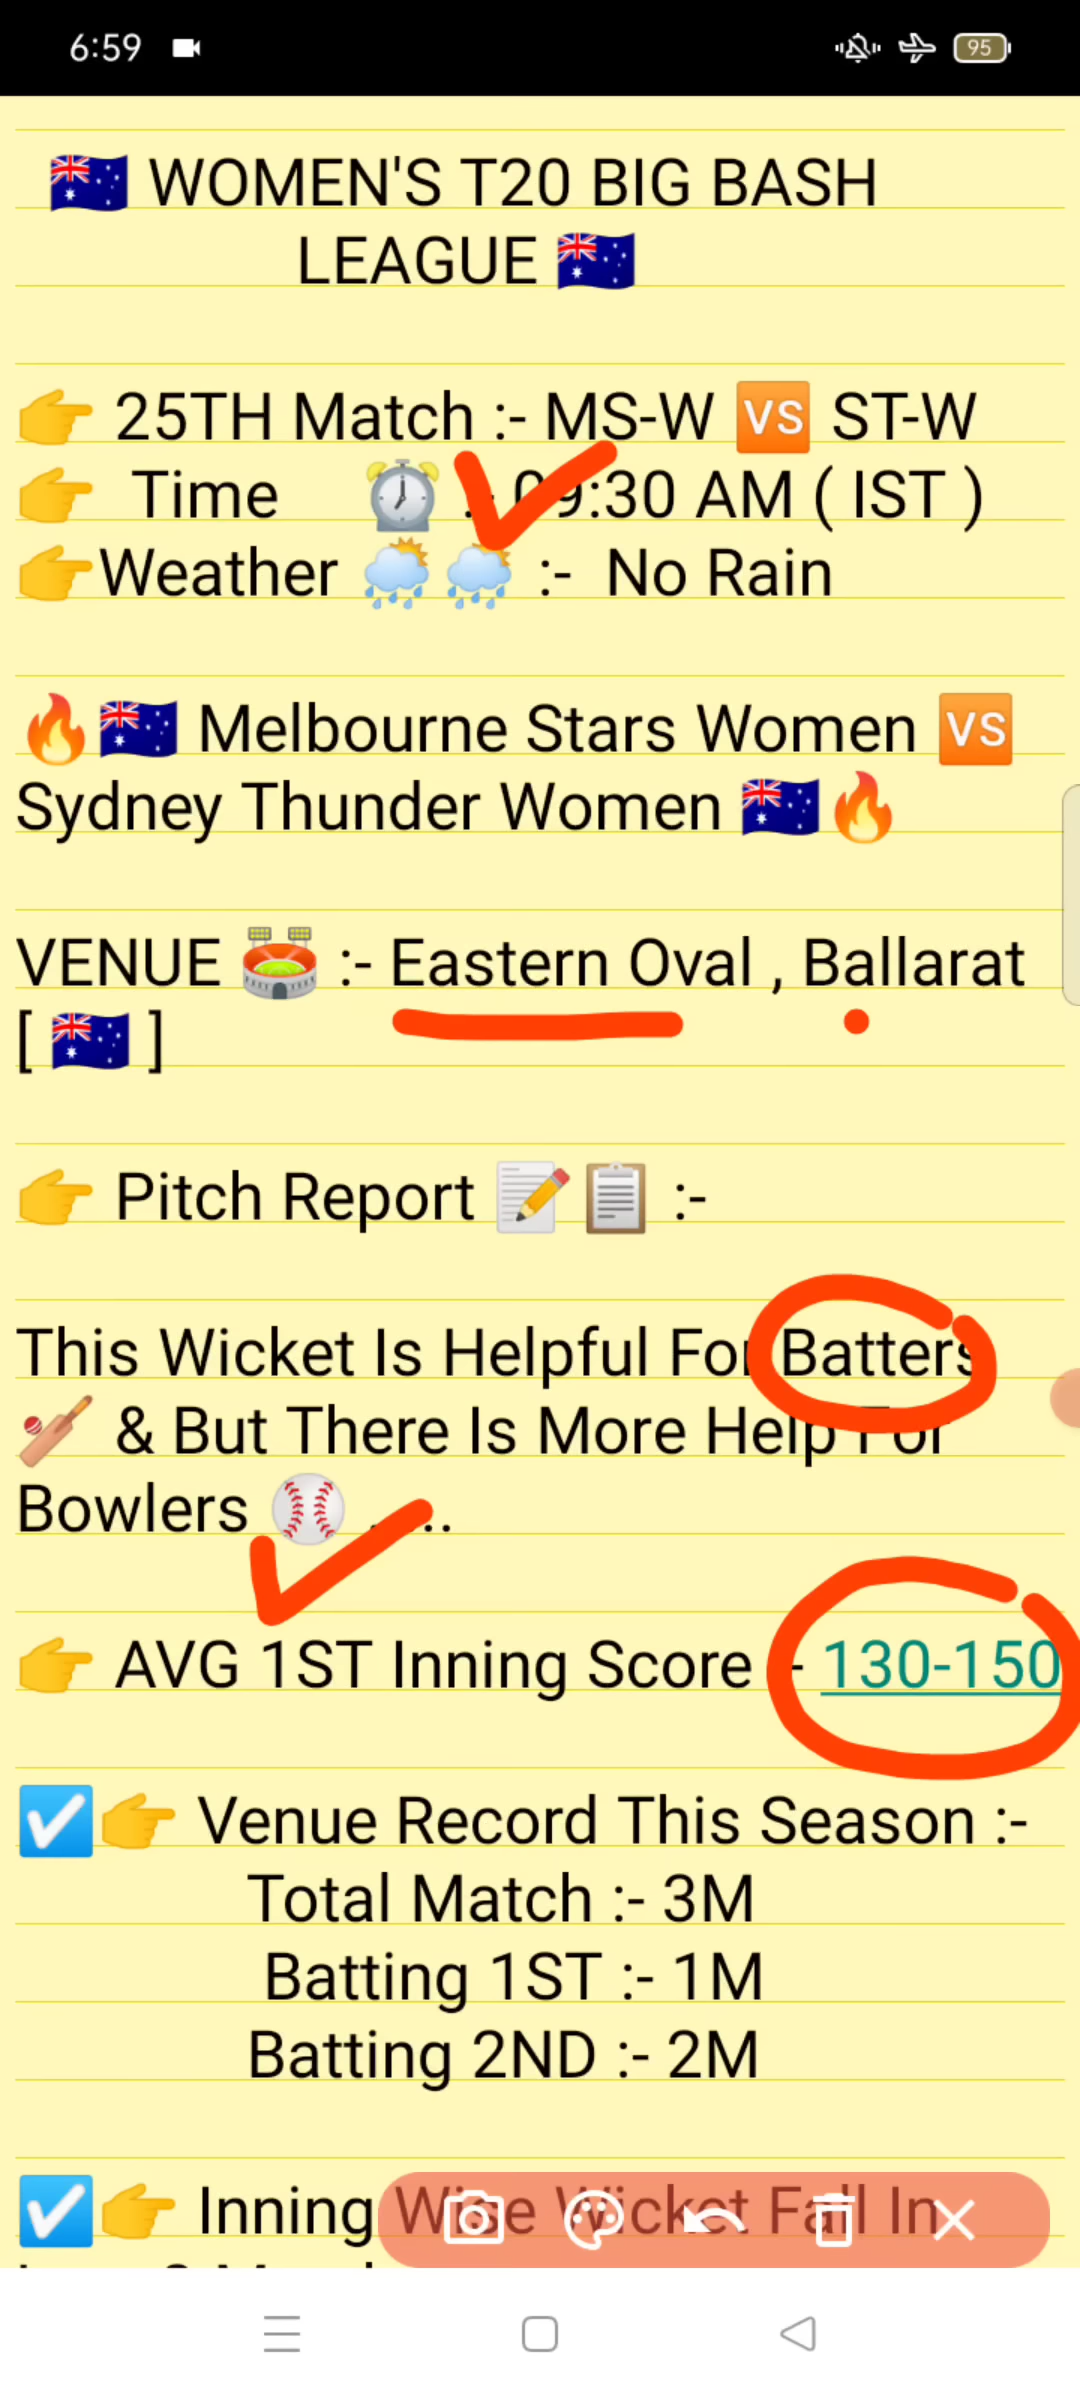 6:59
95
WOMEN'S T20 BIG BASH
LEAGUE
25TH Match :- MS-W VS ST-W
Time :- 09:30 AM ( IST )
Weather :- No Rain
Melbourne Stars Women VS
Sydney Thunder Women
VENUE :- Eastern Oval , Ballarat
[ ]
Pitch Report :-
This Wicket Is Helpful For Batters
& But There Is More Help For
Bowlers .....
AVG 1ST Inning Score - 130-150
Venue Record This Season :-
Total Match :- 3M
Batting 1ST :- 1M
Batting 2ND :- 2M
Inning Wise Wicket Fall In